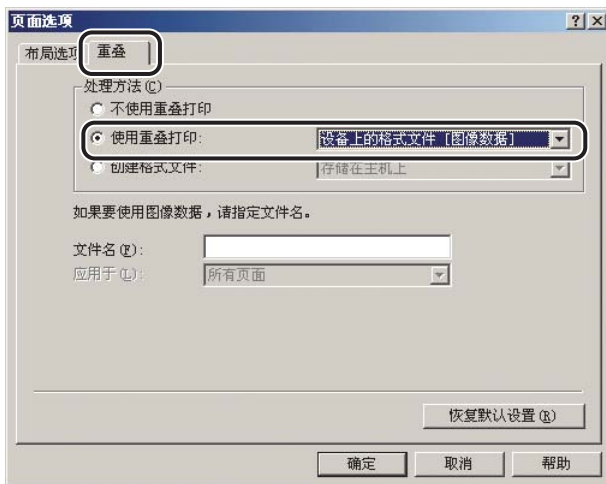 页面选项
布局选项 重叠
处理方法(C)
不使用重叠打印
使用重叠打印: 设备上的格式文件 [图像数据]
创建格式文件: 存储在主机上
如果要使用图像数据，请指定文件名。
文件名(F):
应用于(L): 所有页面
恢复默认设置(R)
确定 取消 帮助